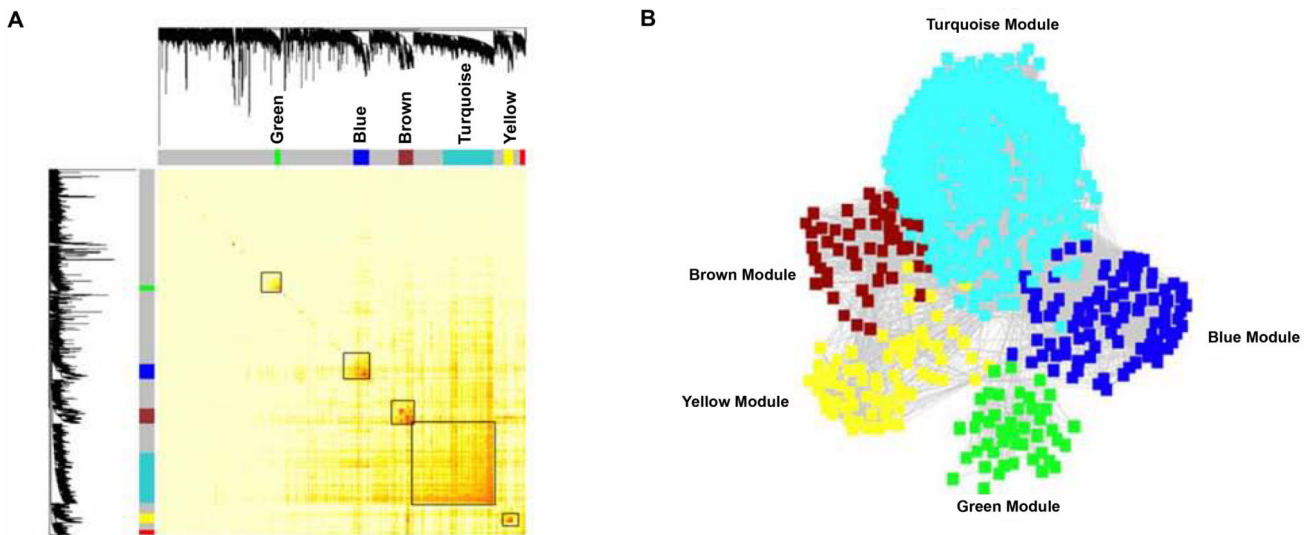 A
Green
Blue
Brown
Turquoise
Yellow
B
Turquoise Module
Brown Module
Blue Module
Yellow Module
Green Module